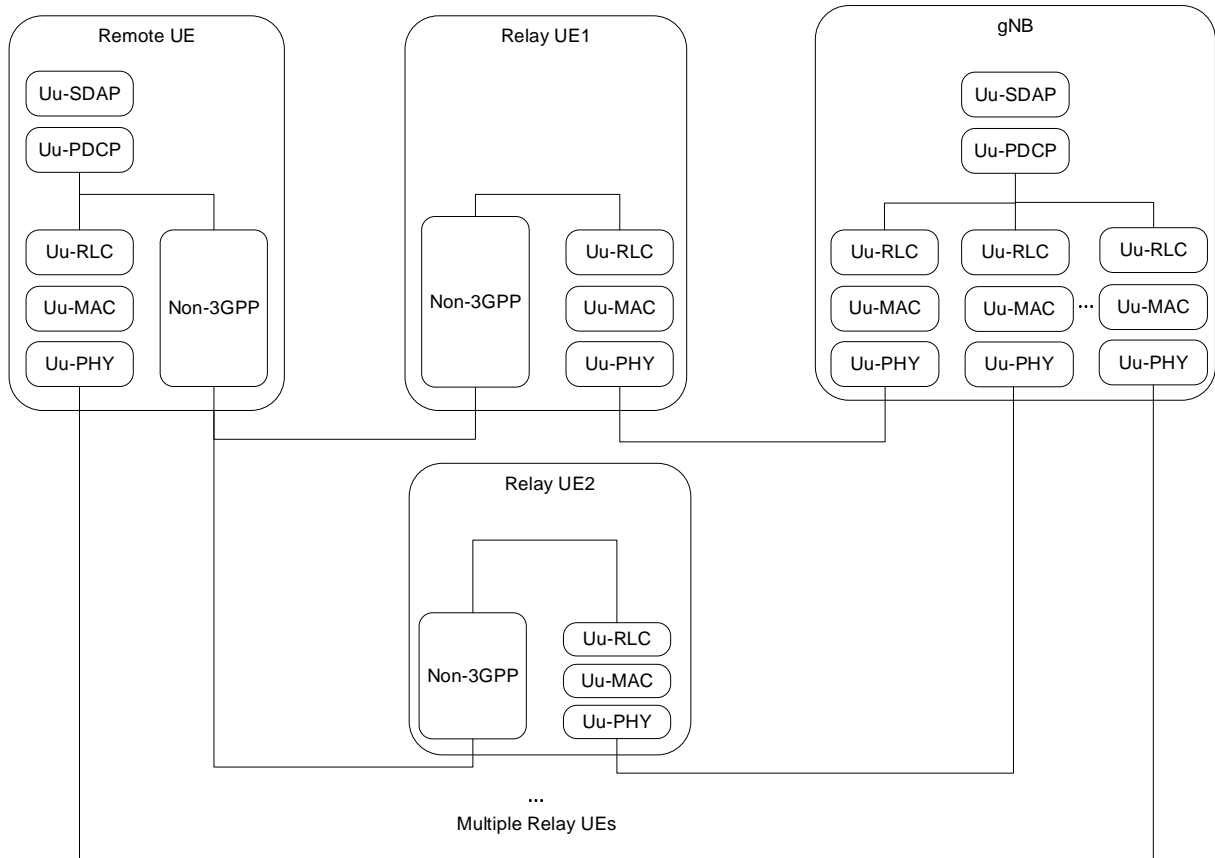 Remote UE
Uu-SDAP
Uu-PDCP
Uu-RLC
Uu-MAC
Uu-PHY
Non-3GPP
Relay UE1
Non-3GPP
Uu-RLC
Uu-MAC
Uu-PHY
gNB
Uu-SDAP
Uu-PDCP
Uu-RLC
Uu-MAC
Uu-PHY
Uu-RLC
Uu-MAC
Uu-PHY
...
Uu-RLC
Uu-MAC
Uu-PHY
Relay UE2
Non-3GPP
Uu-RLC
Uu-MAC
Uu-PHY
...
Multiple Relay UEs